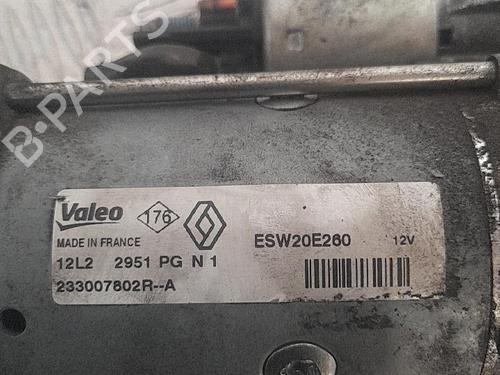 B-PARTS
Valeo 176
MADE IN FRANCE
ESW20E260 12V
12L2 2951 PG N 1
233007802R--A